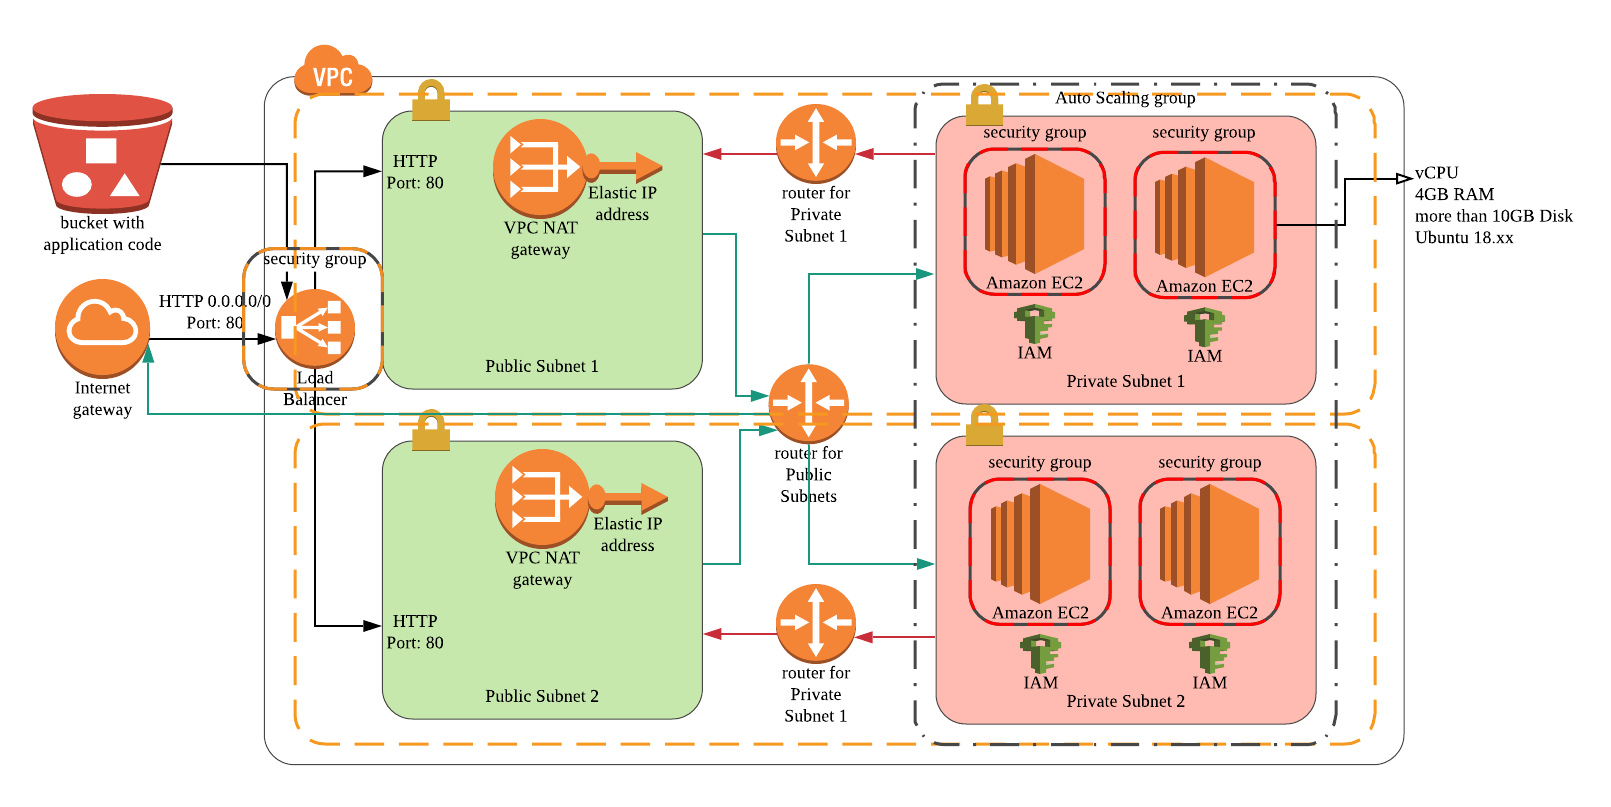 VPC
bucket with
application code
Internet
gateway
HTTP 0.0.0.0/0
Port: 80
security group
Load
Balancer
HTTP
Port: 80
VPC NAT
gateway
Elastic IP
address
Public Subnet 1
HTTP
Port: 80
VPC NAT
gateway
Elastic IP
address
Public Subnet 2
router for
Private
Subnet 1
router for
Public
Subnets
router for
Private
Subnet 1
Auto Scaling group
security group
Amazon EC2
IAM
security group
Amazon EC2
IAM
Private Subnet 1
security group
Amazon EC2
IAM
security group
Amazon EC2
IAM
Private Subnet 2
vCPU
4GB RAM
more than 10GB Disk
Ubuntu 18.xx